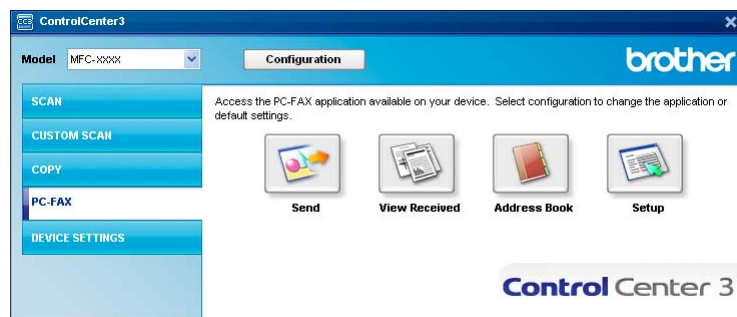 ControlCenter3
Model MFC-XXXX Configuration brother
SCAN
CUSTOM SCAN
COPY
PC-FAX
DEVICE SETTINGS
Access the PC-FAX application available on your device. Select configuration to change the application or
default settings.
Send View Received Address Book Setup
Control Center 3